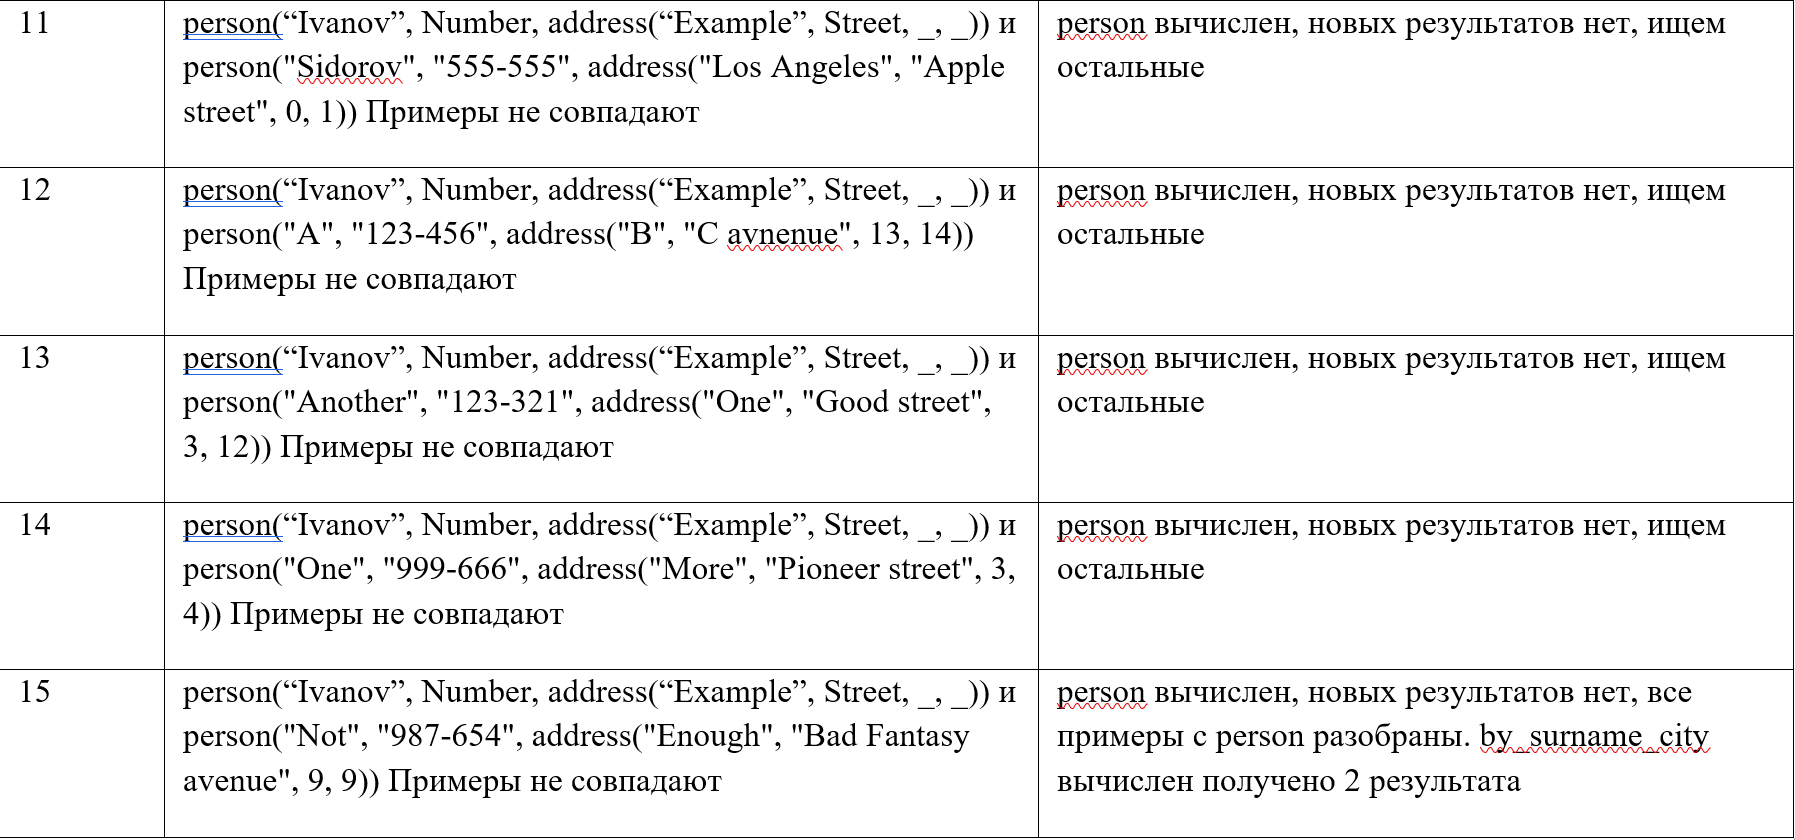 11
person(“Ivanov”, Number, address(“Example”, Street, _, _)) и
person("Sidorov", "555-555", address("Los Angeles", "Apple
street", 0, 1)) Примеры не совпадают
person вычислен, новых результатов нет, ищем
остальные
12
person(“Ivanov”, Number, address(“Example”, Street, _, _)) и
person("A", "123-456", address("B", "C avnenue", 13, 14))
Примеры не совпадают
person вычислен, новых результатов нет, ищем
остальные
13
person(“Ivanov”, Number, address(“Example”, Street, _, _)) и
person("Another", "123-321", address("One", "Good street",
3, 12)) Примеры не совпадают
person вычислен, новых результатов нет, ищем
остальные
14
person(“Ivanov”, Number, address(“Example”, Street, _, _)) и
person("One", "999-666", address("More", "Pioneer street", 3,
4)) Примеры не совпадают
person вычислен, новых результатов нет, ищем
остальные
15
person(“Ivanov”, Number, address(“Example”, Street, _, _)) и
person("Not", "987-654", address("Enough", "Bad Fantasy
avenue", 9, 9)) Примеры не совпадают
person вычислен, новых результатов нет, все
примеры с person разобраны. by_surname_city
вычислен получено 2 результата